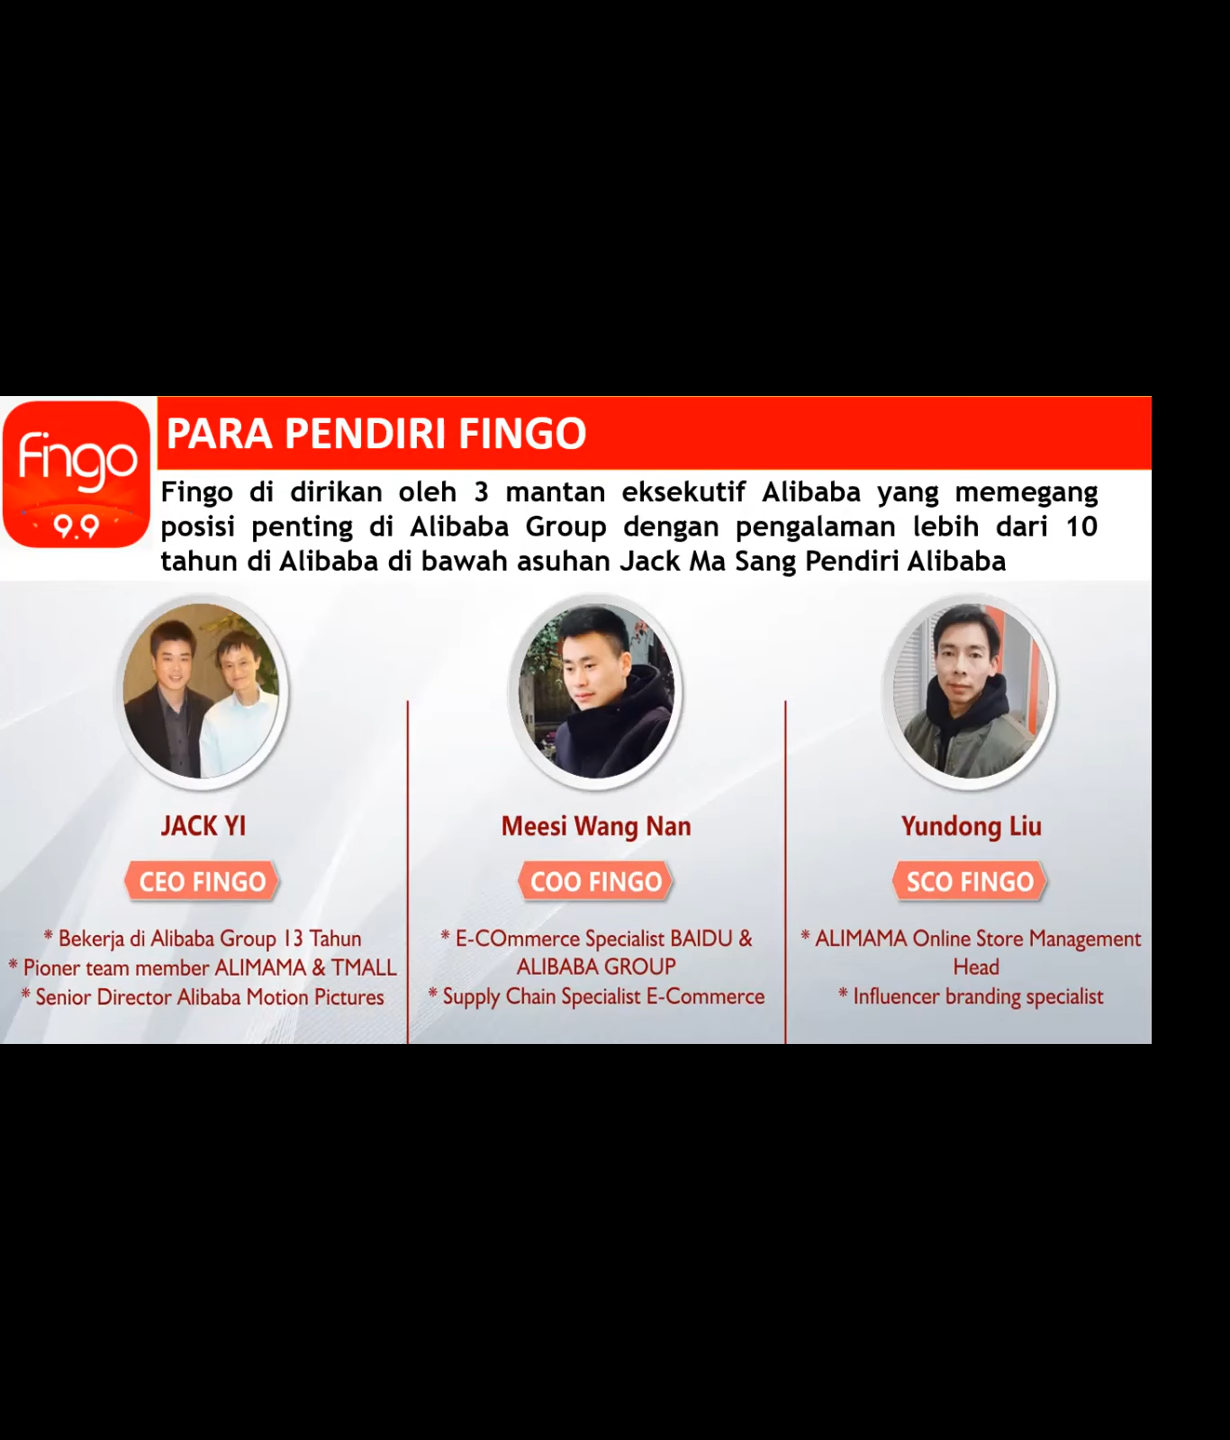 fingo
9.9
PARA PENDIRI FINGO
Fingo di dirikan oleh 3 mantan eksekutif Alibaba yang memegang
posisi penting di Alibaba Group dengan pengalaman lebih dari 10
tahun di Alibaba di bawah asuhan Jack Ma Sang Pendiri Alibaba
JACK YI
CEO FINGO
* Bekerja di Alibaba Group 13 Tahun
* Pioner team member ALIMAMA & TMALL
* Senior Director Alibaba Motion Pictures
Meesi Wang Nan
COO FINGO
* E-COmmerce Specialist BAIDU &
ALIBABA GROUP
* Supply Chain Specialist E-Commerce
Yundong Liu
SCO FINGO
* ALIMAMA Online Store Management
Head
* Influencer branding specialist